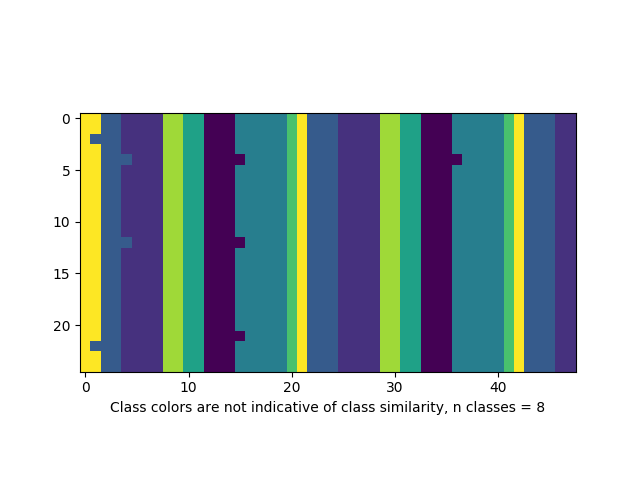 0
5
10
15
20
0 10 20 30 40
Class colors are not indicative of class similarity, n classes = 8